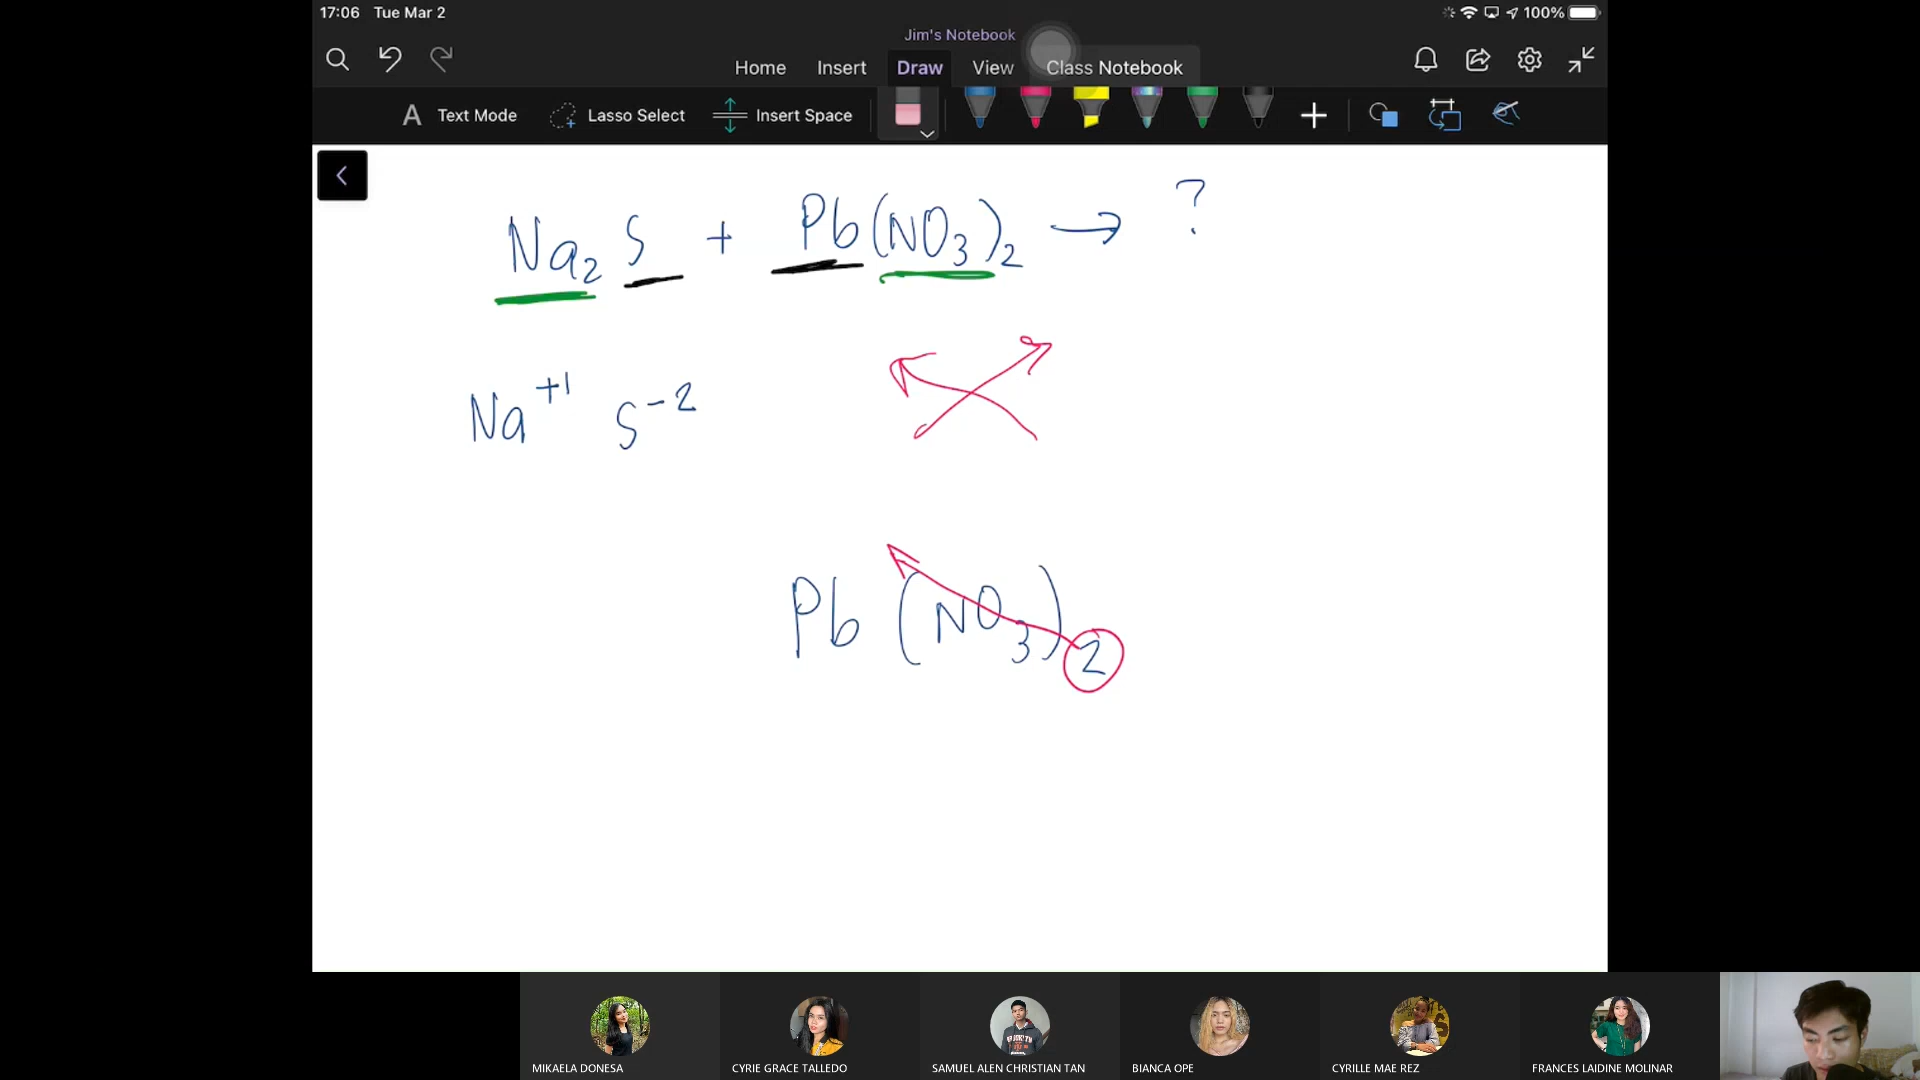 17:06 Tue Mar 2
100%
Jim's Notebook
Home Insert Draw View Class Notebook
A Text Mode Lasso Select Insert Space
Na₂ S + Pb(NO₃)₂ → ?
Na⁺¹ S⁻²
Pb (NO₃)₂
MIKAELA DONESA CYRIE GRACE TALLEDO SAMUEL ALEN CHRISTIAN TAN BIANCA OPE CYRILLE MAE REZ FRANCES LAIDINE MOLINAR